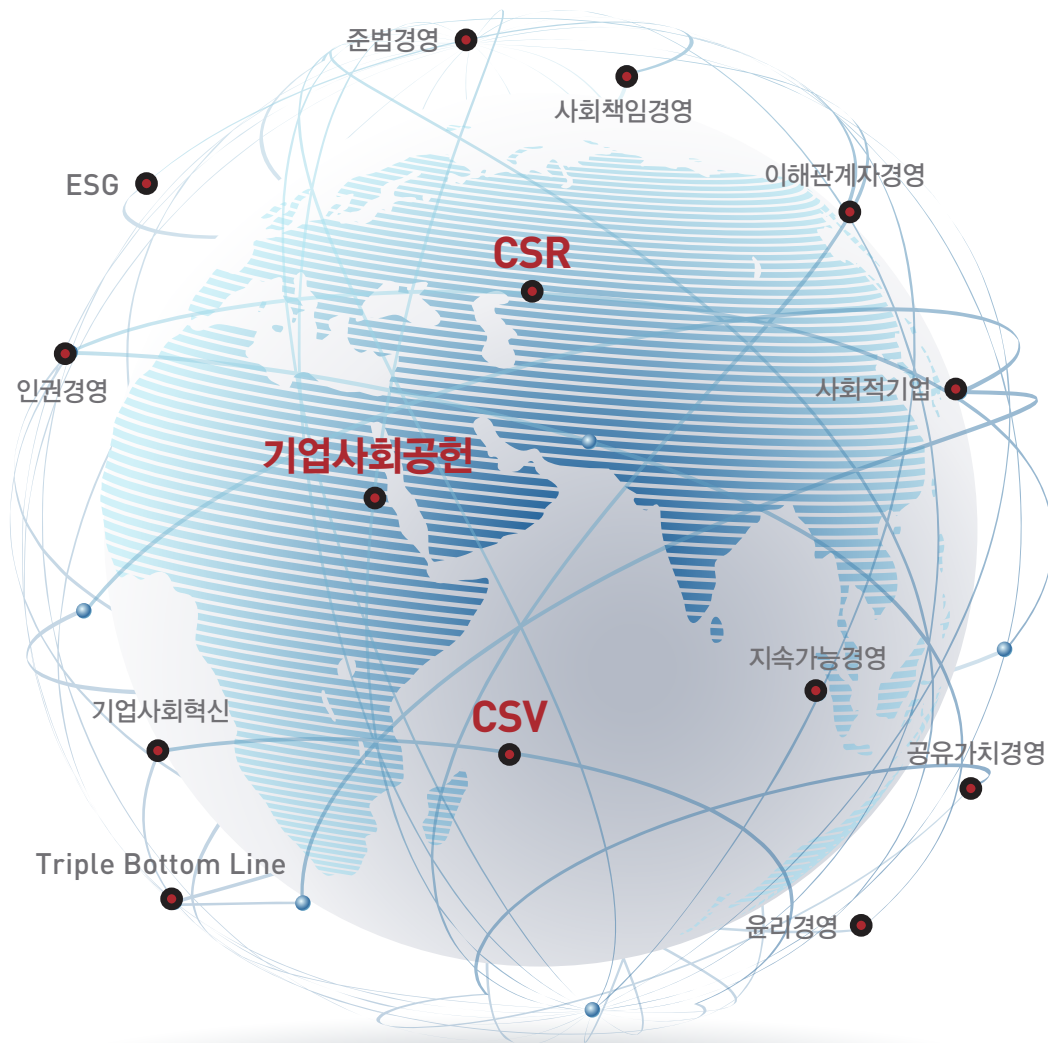 준법경영
사회책임경영
이해관계자경영
ESG
CSR
인권경영
사회적기업
기업사회공헌
지속가능경영
기업사회혁신
CSV
공유가치경영
Triple Bottom Line
윤리경영